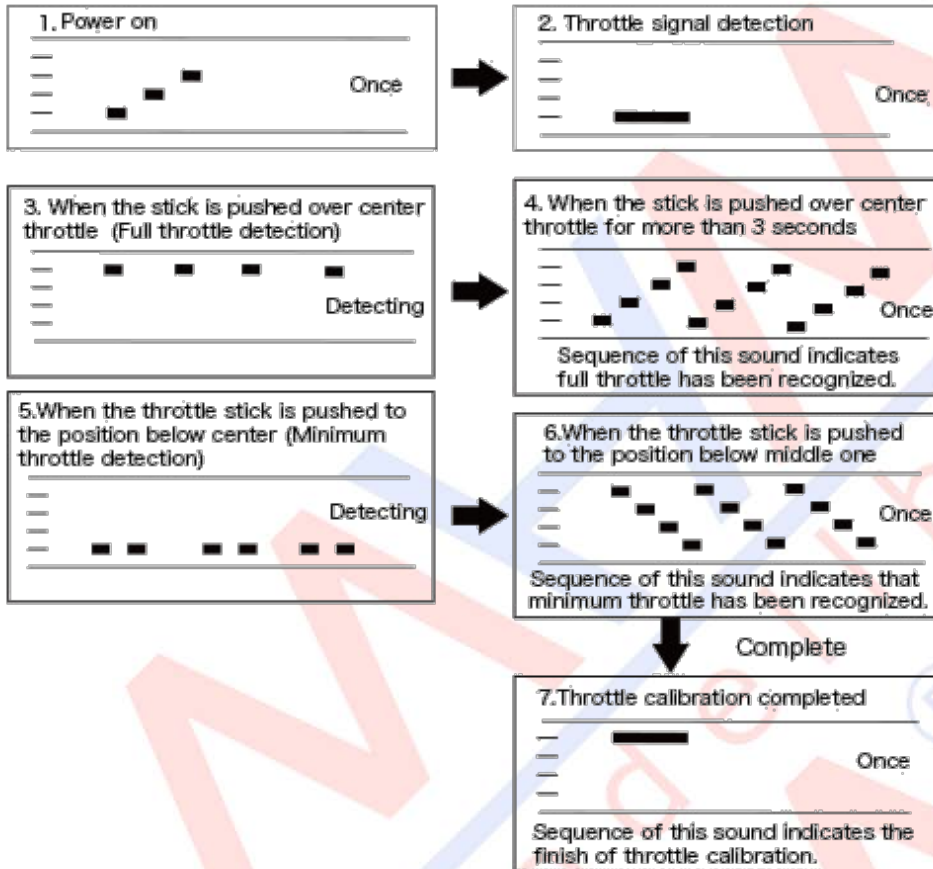 1. Power on
Once
2. Throttle signal detection
Once
3. When the stick is pushed over center
throttle (Full throttle detection)
Detecting
4. When the stick is pushed over center
throttle for more than 3 seconds
Once
Sequence of this sound indicates
full throttle has been recognized.
5.When the throttle stick is pushed to
the position below center (Minimum
throttle detection)
Detecting
6.When the throttle stick is pushed
to the position below middle one
Once
Sequence of this sound indicates that
minimum throttle has been recognized.
Complete
7.Throttle calibration completed
Once
Sequence of this sound indicates the
finish of throttle calibration.